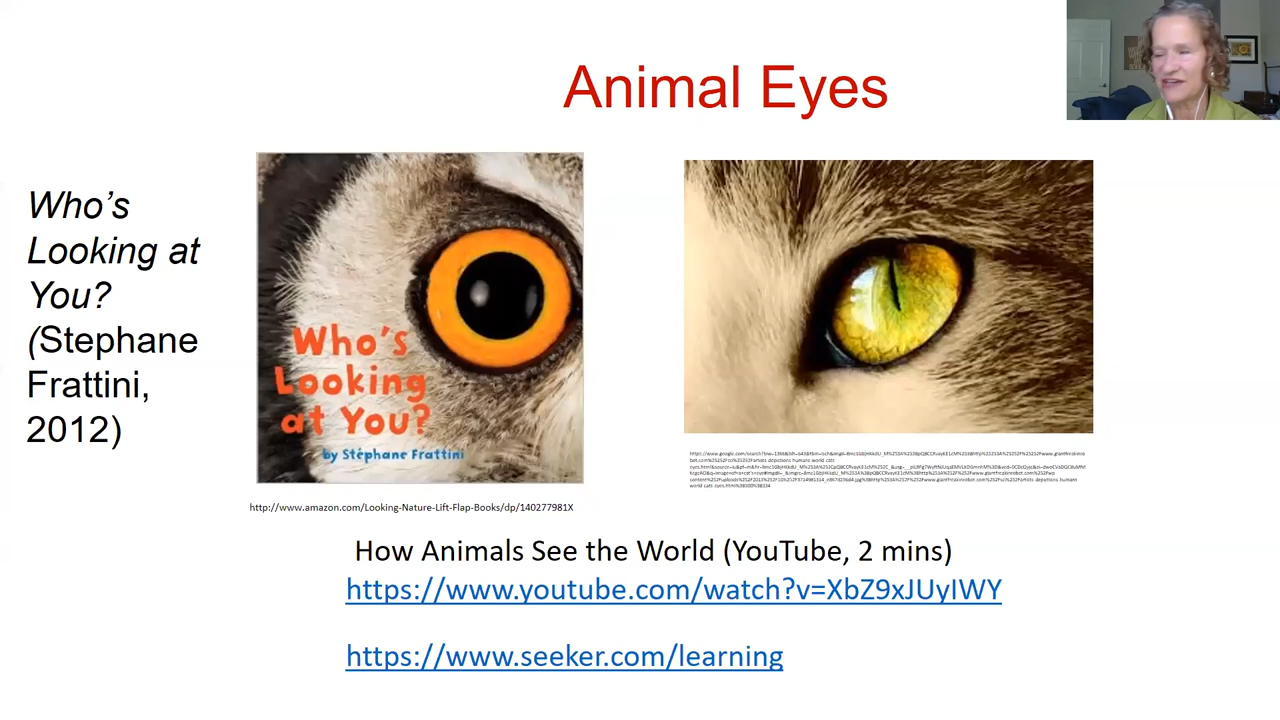 Animal Eyes
Who's
Looking at
You?
(Stephane
Frattini,
2012)
Who's
Looking
at You?
by Stéphane Frattini
http://www.amazon.com/Looking-Nature-Lift-Flap-Books/dp/140277981X
How Animals See the World (YouTube, 2 mins)
https://www.youtube.com/watch?v=XbZ9xJUyIWY
https://www.seeker.com/learning